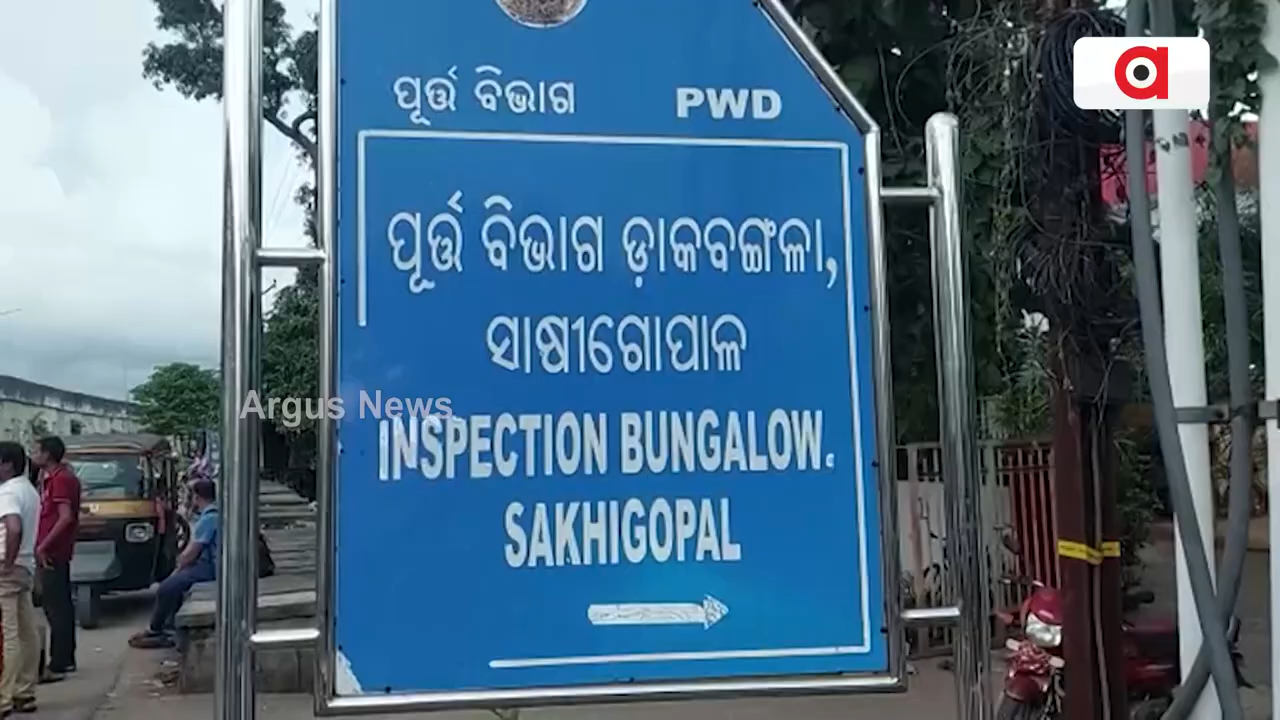 ପୂର୍ତ୍ତ ବିଭାଗ PWD
ପୂର୍ତ୍ତ ବିଭାଗ ଡ଼ାକବଙ୍ଗଳା,
ସାକ୍ଷୀଗୋପାଳ
Argus News
INSPECTION BUNGALOW.
SAKHIGOPAL